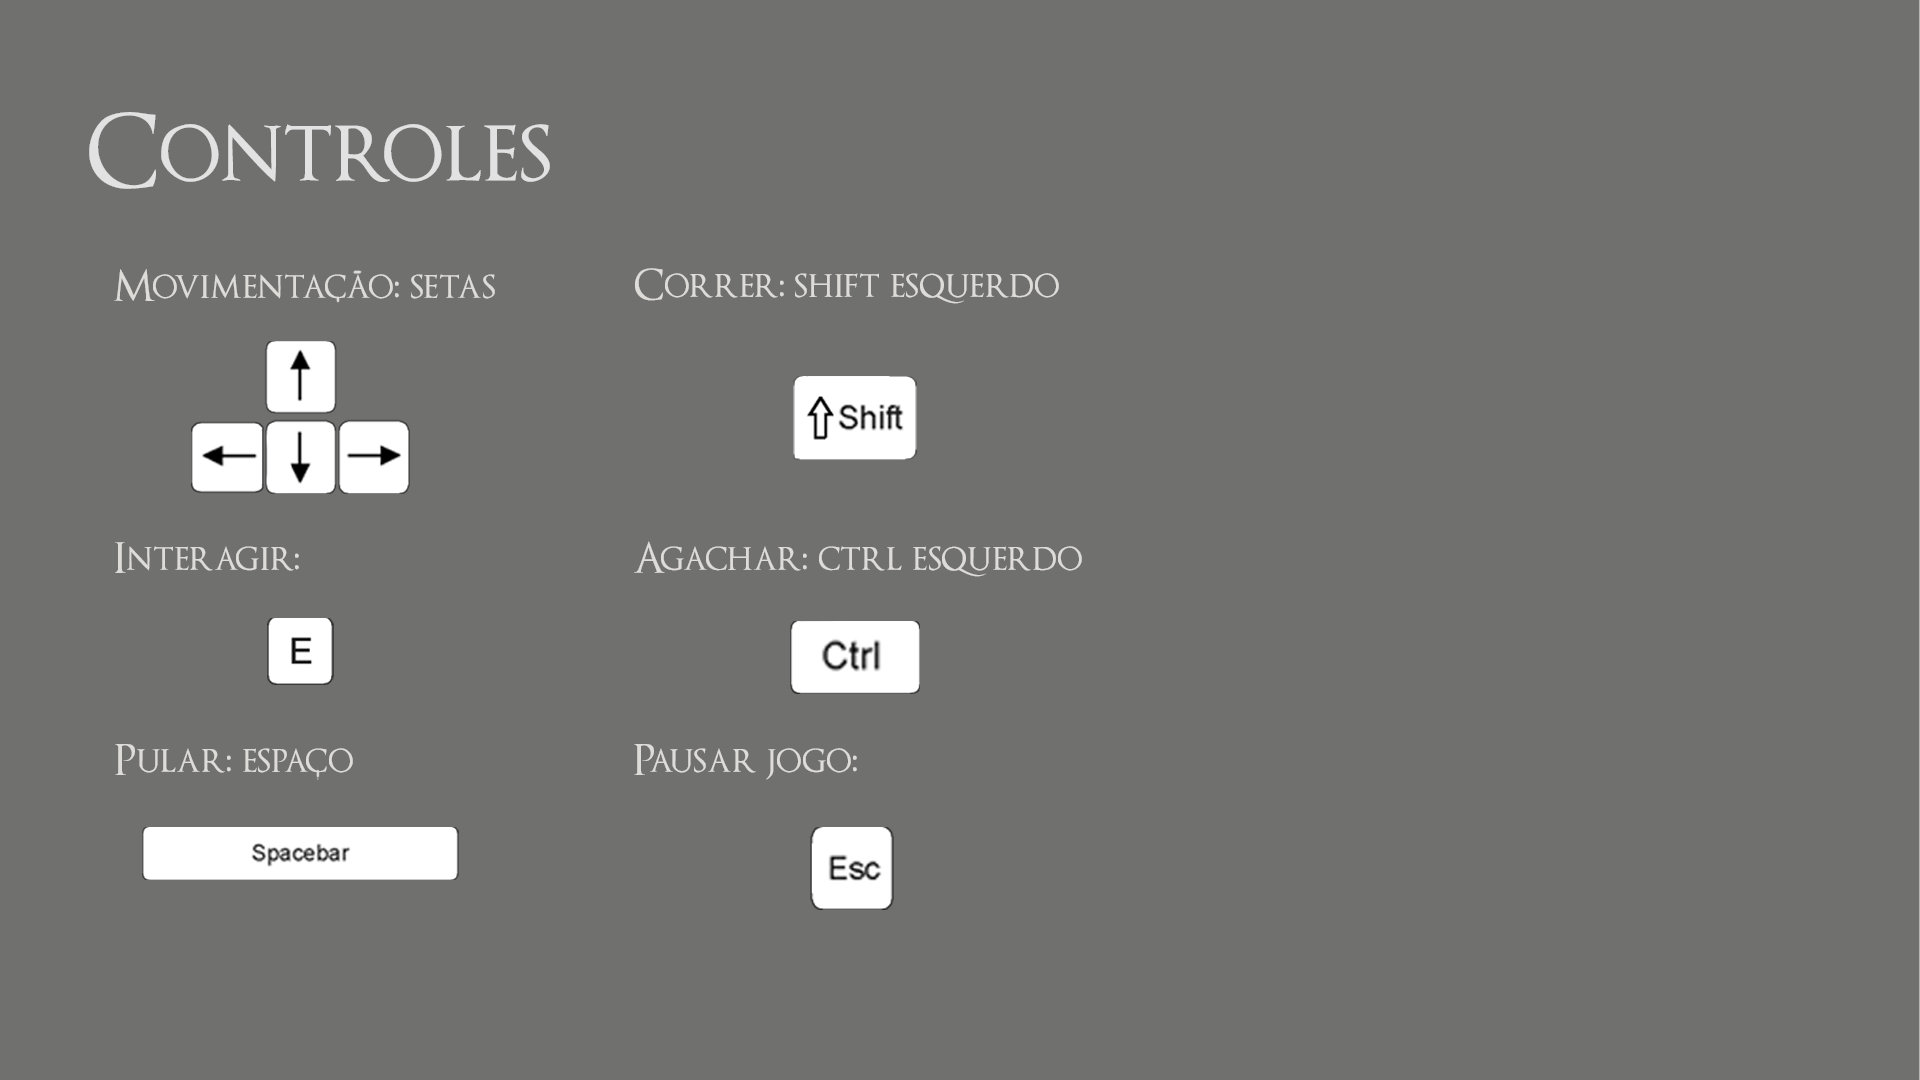 Controles
Movimentação: setas
Correr: shift esquerdo
Shift
Interagir:
Agachar: ctrl esquerdo
E
Ctrl
Pular: espaço
Pausar jogo:
Spacebar
Esc